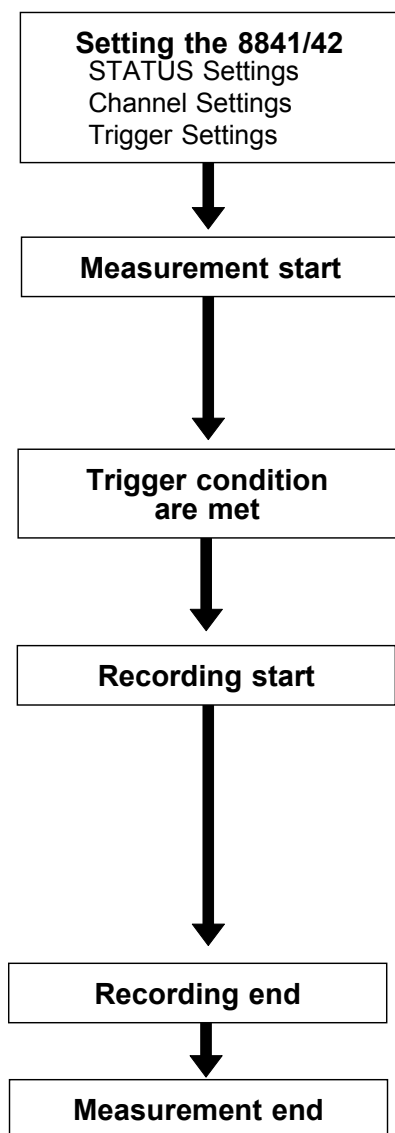 Setting the 8841/42
STATUS Settings
Channel Settings
Trigger Settings
Measurement start
Trigger condition
are met
Recording start
Recording end
Measurement end